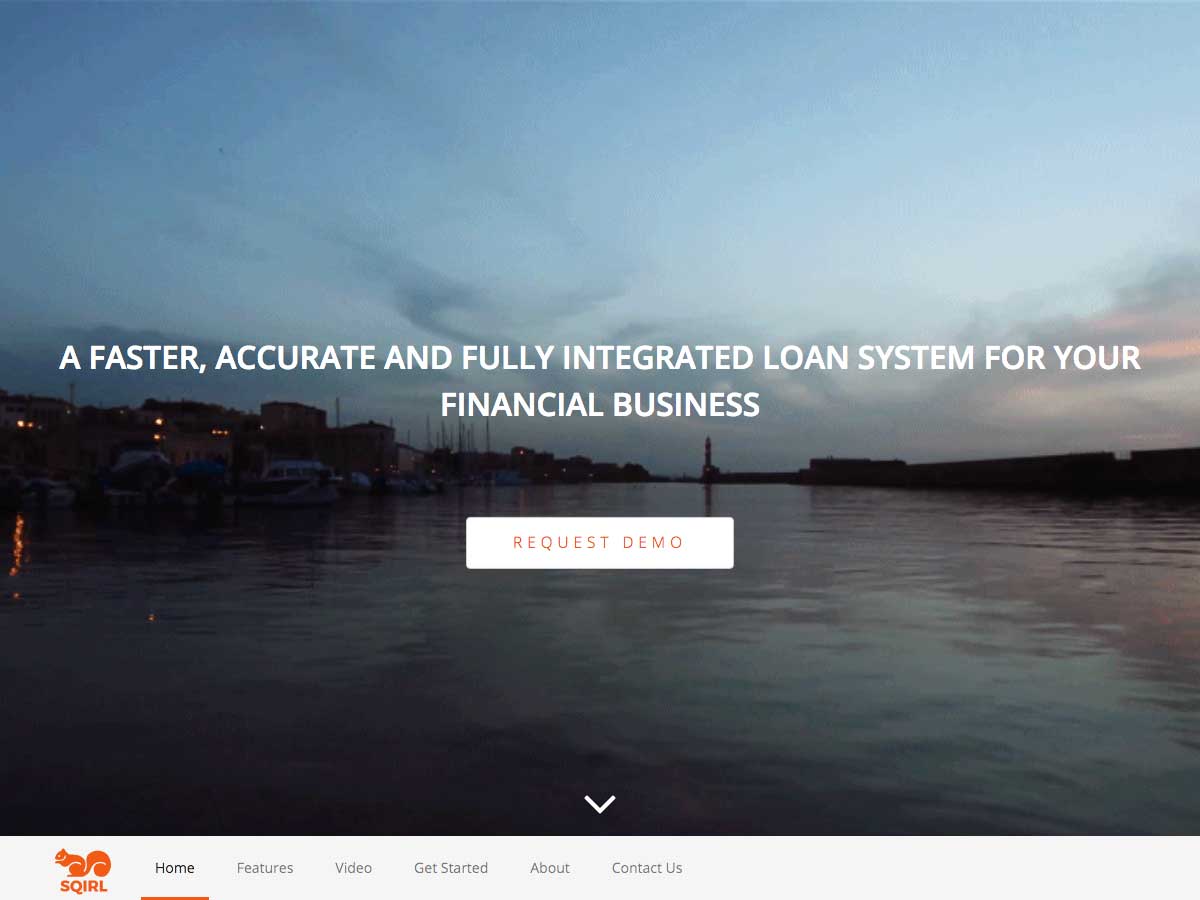 A FASTER, ACCURATE AND FULLY INTEGRATED LOAN SYSTEM FOR YOUR
FINANCIAL BUSINESS
REQUEST DEMO
SQIRL
Home Features Video Get Started About Contact Us